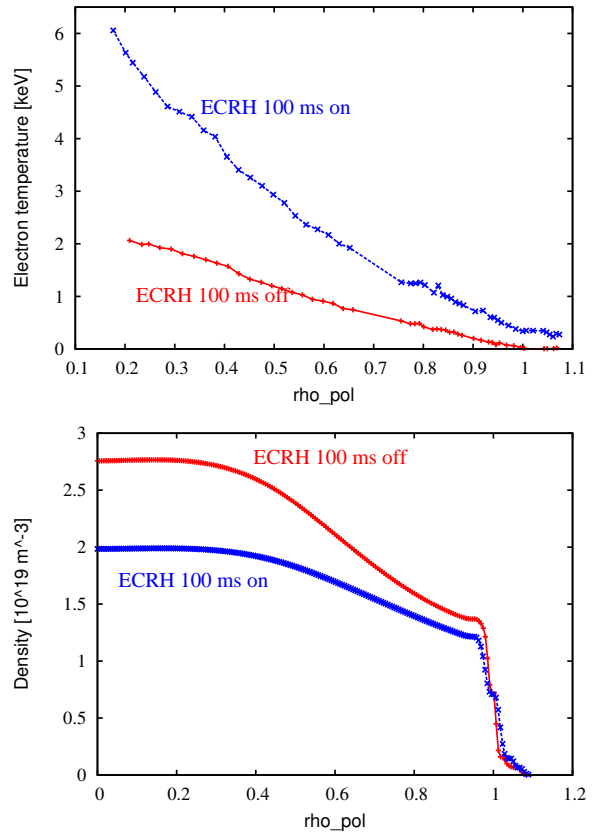 6
5
4
3
2
1
0
Electron temperature [keV]
ECRH 100 ms on
ECRH 100 ms off
0.1 0.2 0.3 0.4 0.5 0.6 0.7 0.8 0.9 1 1.1
rho_pol
3
2.5
2
1.5
1
0.5
0
Density [10^19 m^-3]
ECRH 100 ms off
ECRH 100 ms on
0 0.2 0.4 0.6 0.8 1 1.2
rho_pol